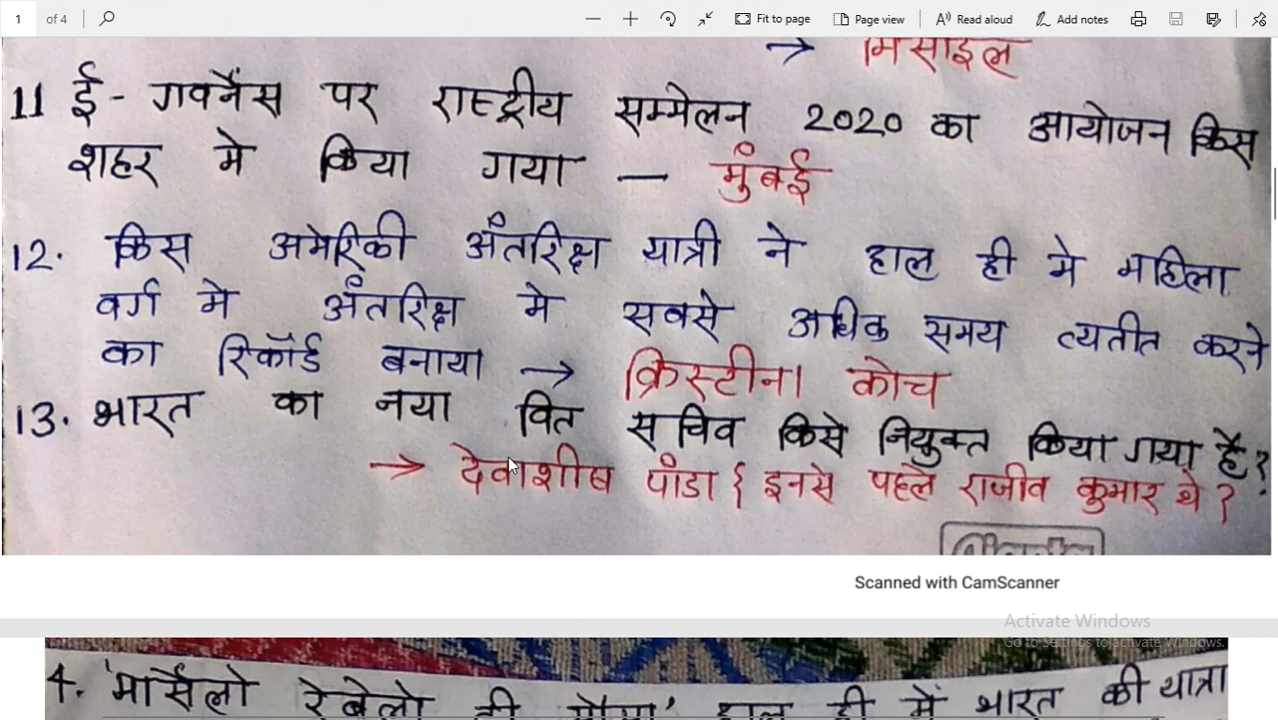 1 of 4 Fit to page Page view Read aloud Add notes
→ मिसाइल
11 ई - गवर्नेंस पर राष्ट्रीय सम्मेलन 2020 का आयोजन किस
शहर मे किया गया — मुंबई
12. किस अमेरिकी अंतरिक्ष यात्री ने हाल ही मे महिला
वर्ग मे अंतरिक्ष मे सबसे अधिक समय व्यतीत करने
का रिकॉर्ड बनाया → क्रिस्टीना कोच
13. भारत का नया वित सचिव किसे नियुक्त किया गया है?
→ देवाशीष पांडा { इनसे पहले राजीव कुमार थे ?
Scanned with CamScanner
Activate Windows
Go to Settings to activate Windows.
4. 'मार्सेलो रेबेलो डी सौसा' हाल ही में भारत की यात्रा